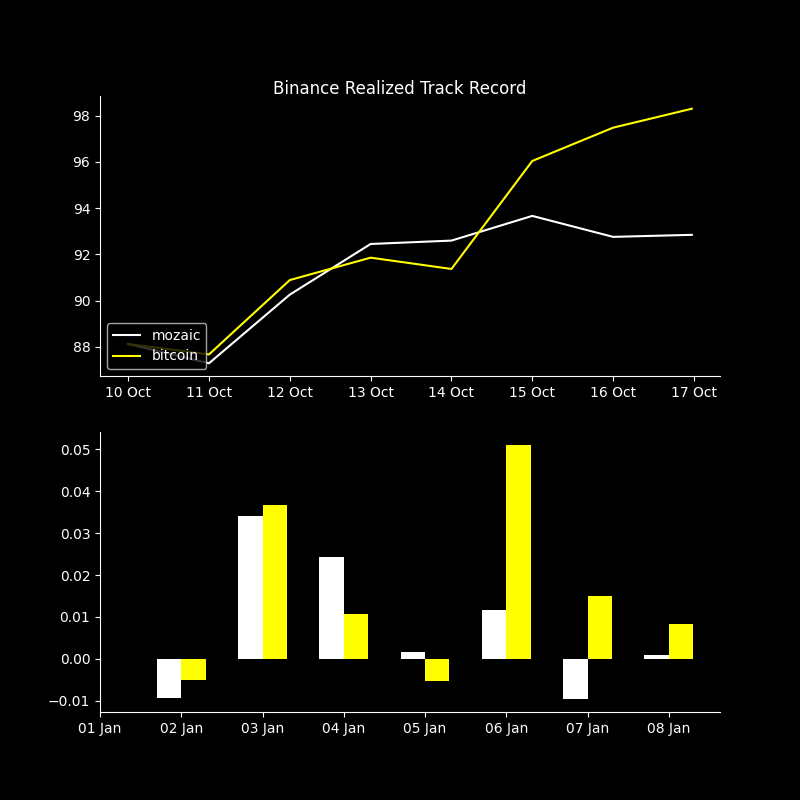 Binance Realized Track Record
98
96
94
92
90
88
mozaic
bitcoin
10 Oct 11 Oct 12 Oct 13 Oct 14 Oct 15 Oct 16 Oct 17 Oct
0.05
0.04
0.03
0.02
0.01
0.00
−0.01
01 Jan 02 Jan 03 Jan 04 Jan 05 Jan 06 Jan 07 Jan 08 Jan